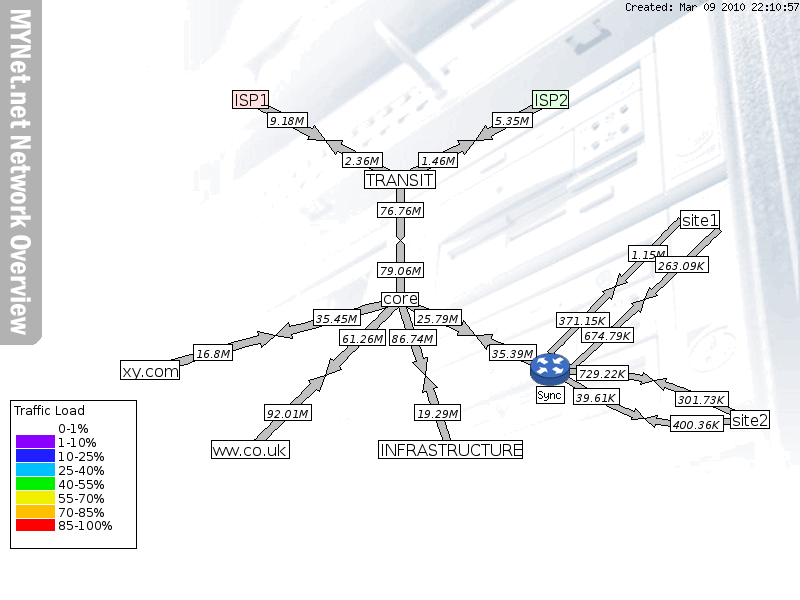 Created: Mar 09 2010 22:10:57
MYNet.net Network Overview
ISP1
ISP2
9.18M
5.35M
2.36M
1.46M
TRANSIT
76.76M
site1
1.15M
263.09K
79.06M
core
35.45M
25.79M
371.15K
61.26M
86.74M
674.79K
16.8M
35.39M
xy.com
729.22K
Sync
39.61K
301.73K
92.01M
19.29M
400.36K
site2
ww.co.uk
INFRASTRUCTURE
Traffic Load
0-1%
1-10%
10-25%
25-40%
40-55%
55-70%
70-85%
85-100%